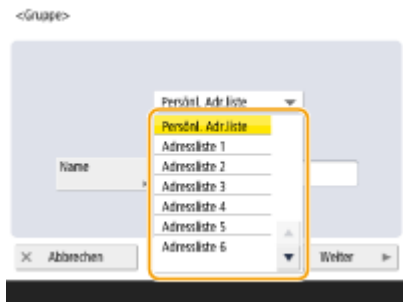 <Gruppe>
Persönl. Adr.liste
Persönl. Adr.liste
Adressliste 1
Name
Adressliste 2
Adressliste 3
Adressliste 4
Adressliste 5
Adressliste 6
Abbrechen
Weiter